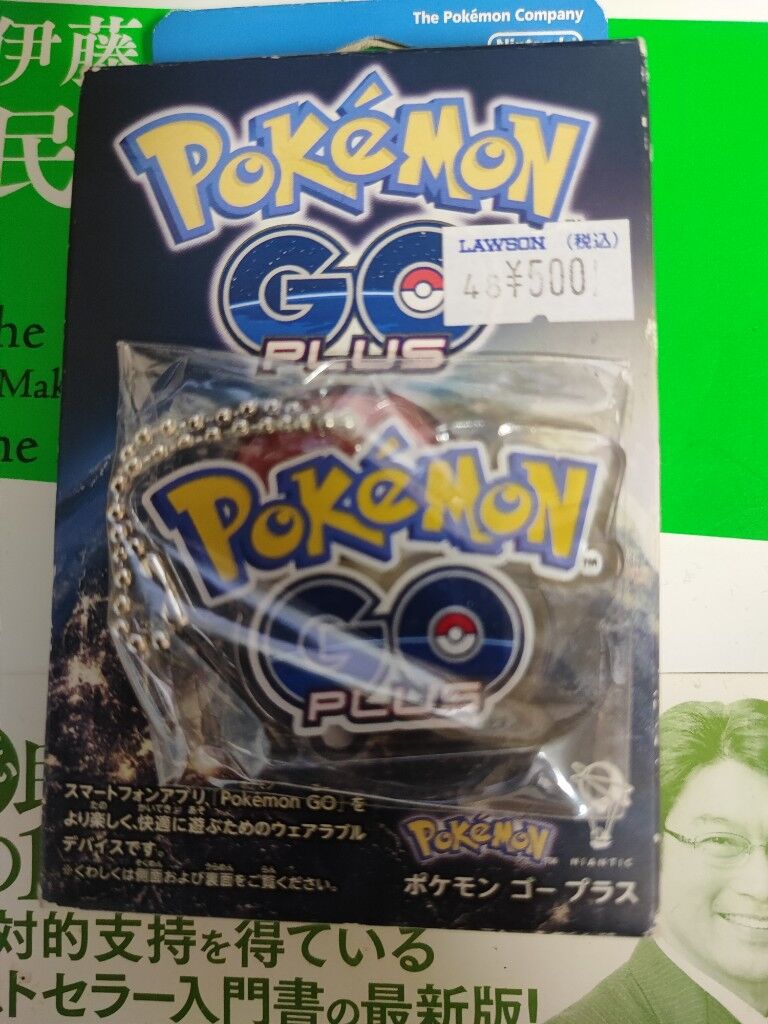 The Pokémon Company
Nintendo
伊藤
民
POKéMON
GO
PLUS
LAWSON (税込)
48¥500
he
Mak
he
POKéMON
TM
GO
PLUS
スマートフォンアプリ「Pokémon GO」を
より楽しく、快適に遊ぶためのウェアラブル
デバイスです。
※くわしくは側面および裏面をご覧ください。
POKéMON
NIANTIC
ポケモン ゴー プラス
対的支持を得ている
ストセラー入門書の最新版!